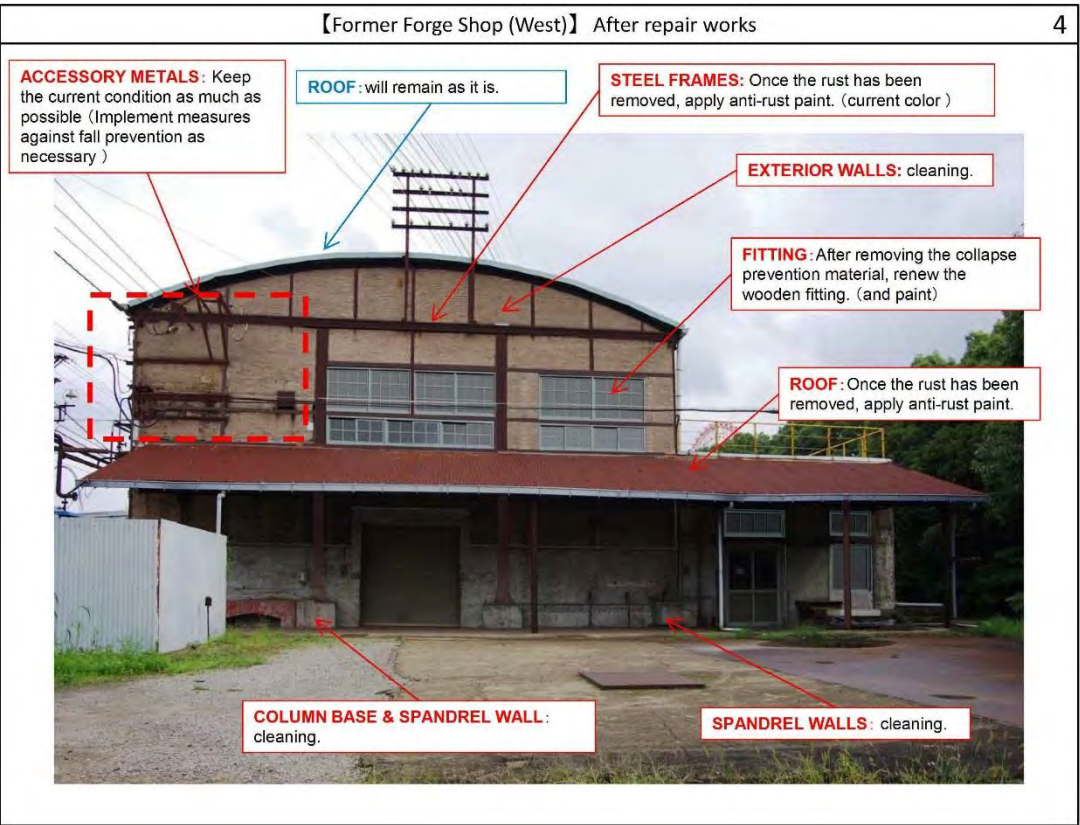 【Former Forge Shop (West)】 After repair works
4
ACCESSORY METALS: Keep
the current condition as much as
possible (Implement measures
against fall prevention as
necessary )
ROOF: will remain as it is.
STEEL FRAMES: Once the rust has been
removed, apply anti-rust paint. (current color )
EXTERIOR WALLS: cleaning.
FITTING: After removing the collapse
prevention material, renew the
wooden fitting. (and paint)
ROOF: Once the rust has been
removed, apply anti-rust paint.
COLUMN BASE & SPANDREL WALL:
cleaning.
SPANDREL WALLS: cleaning.